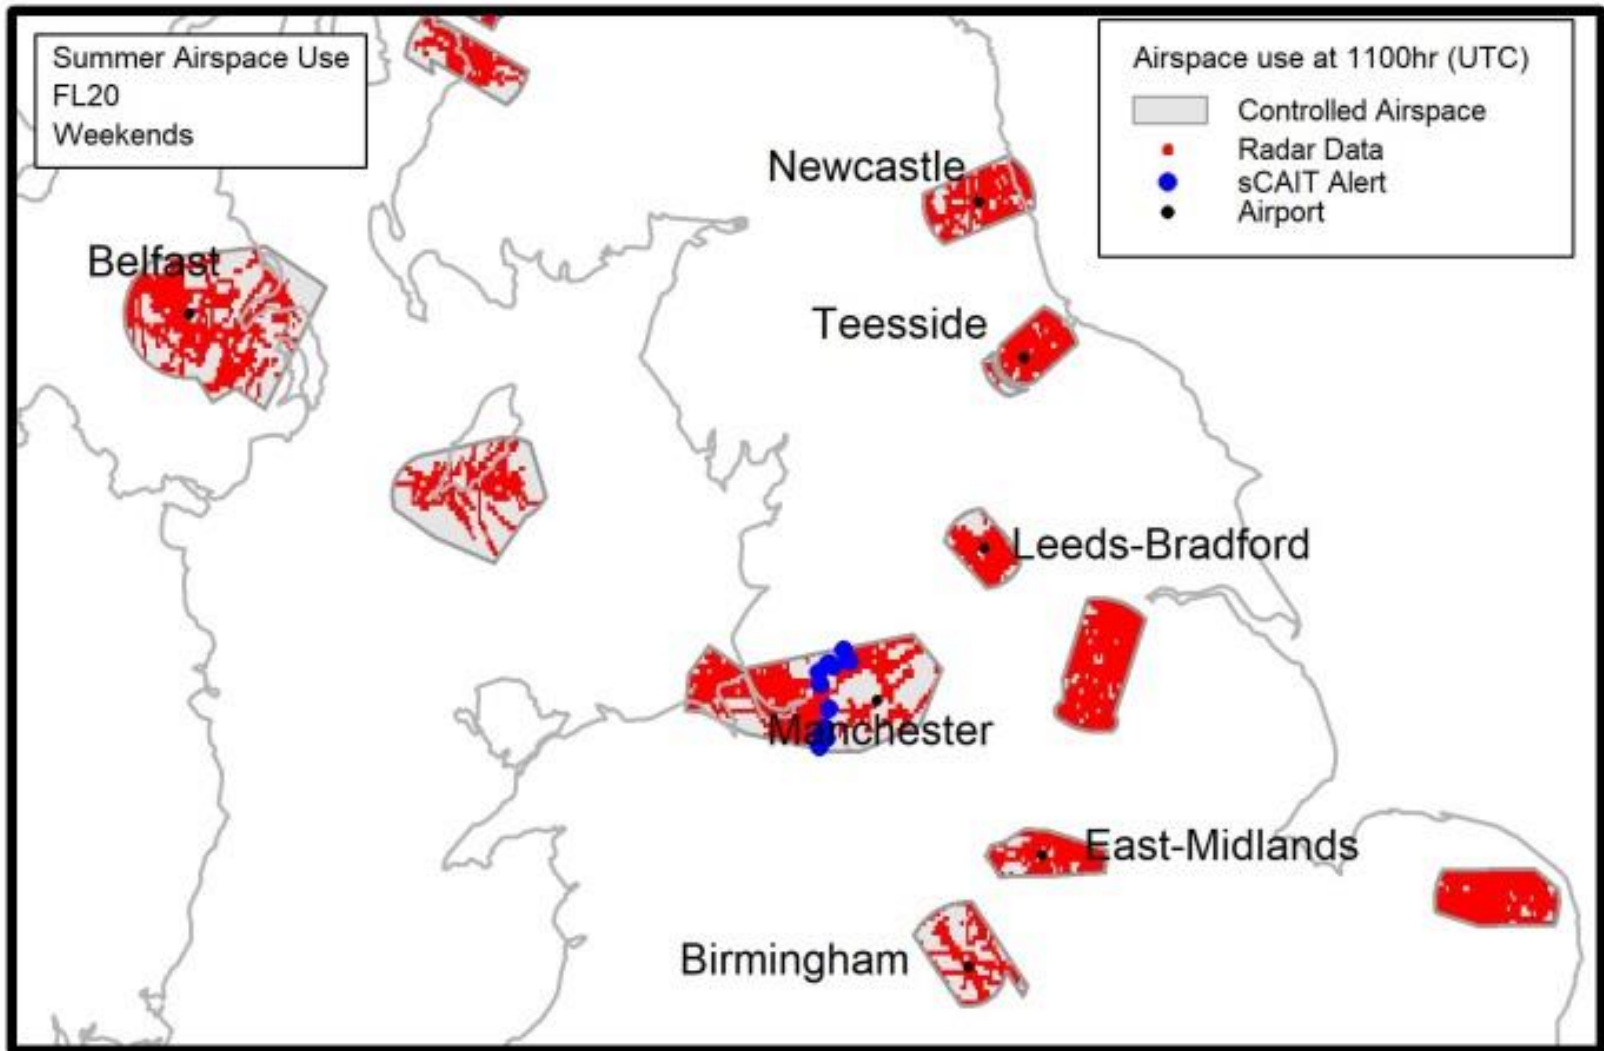 Summer Airspace Use
FL20
Weekends
Airspace use at 1100hr (UTC)
Controlled Airspace
Radar Data
sCAIT Alert
Airport
Newcastle
Belfast
Teesside
Leeds-Bradford
Manchester
East-Midlands
Birmingham